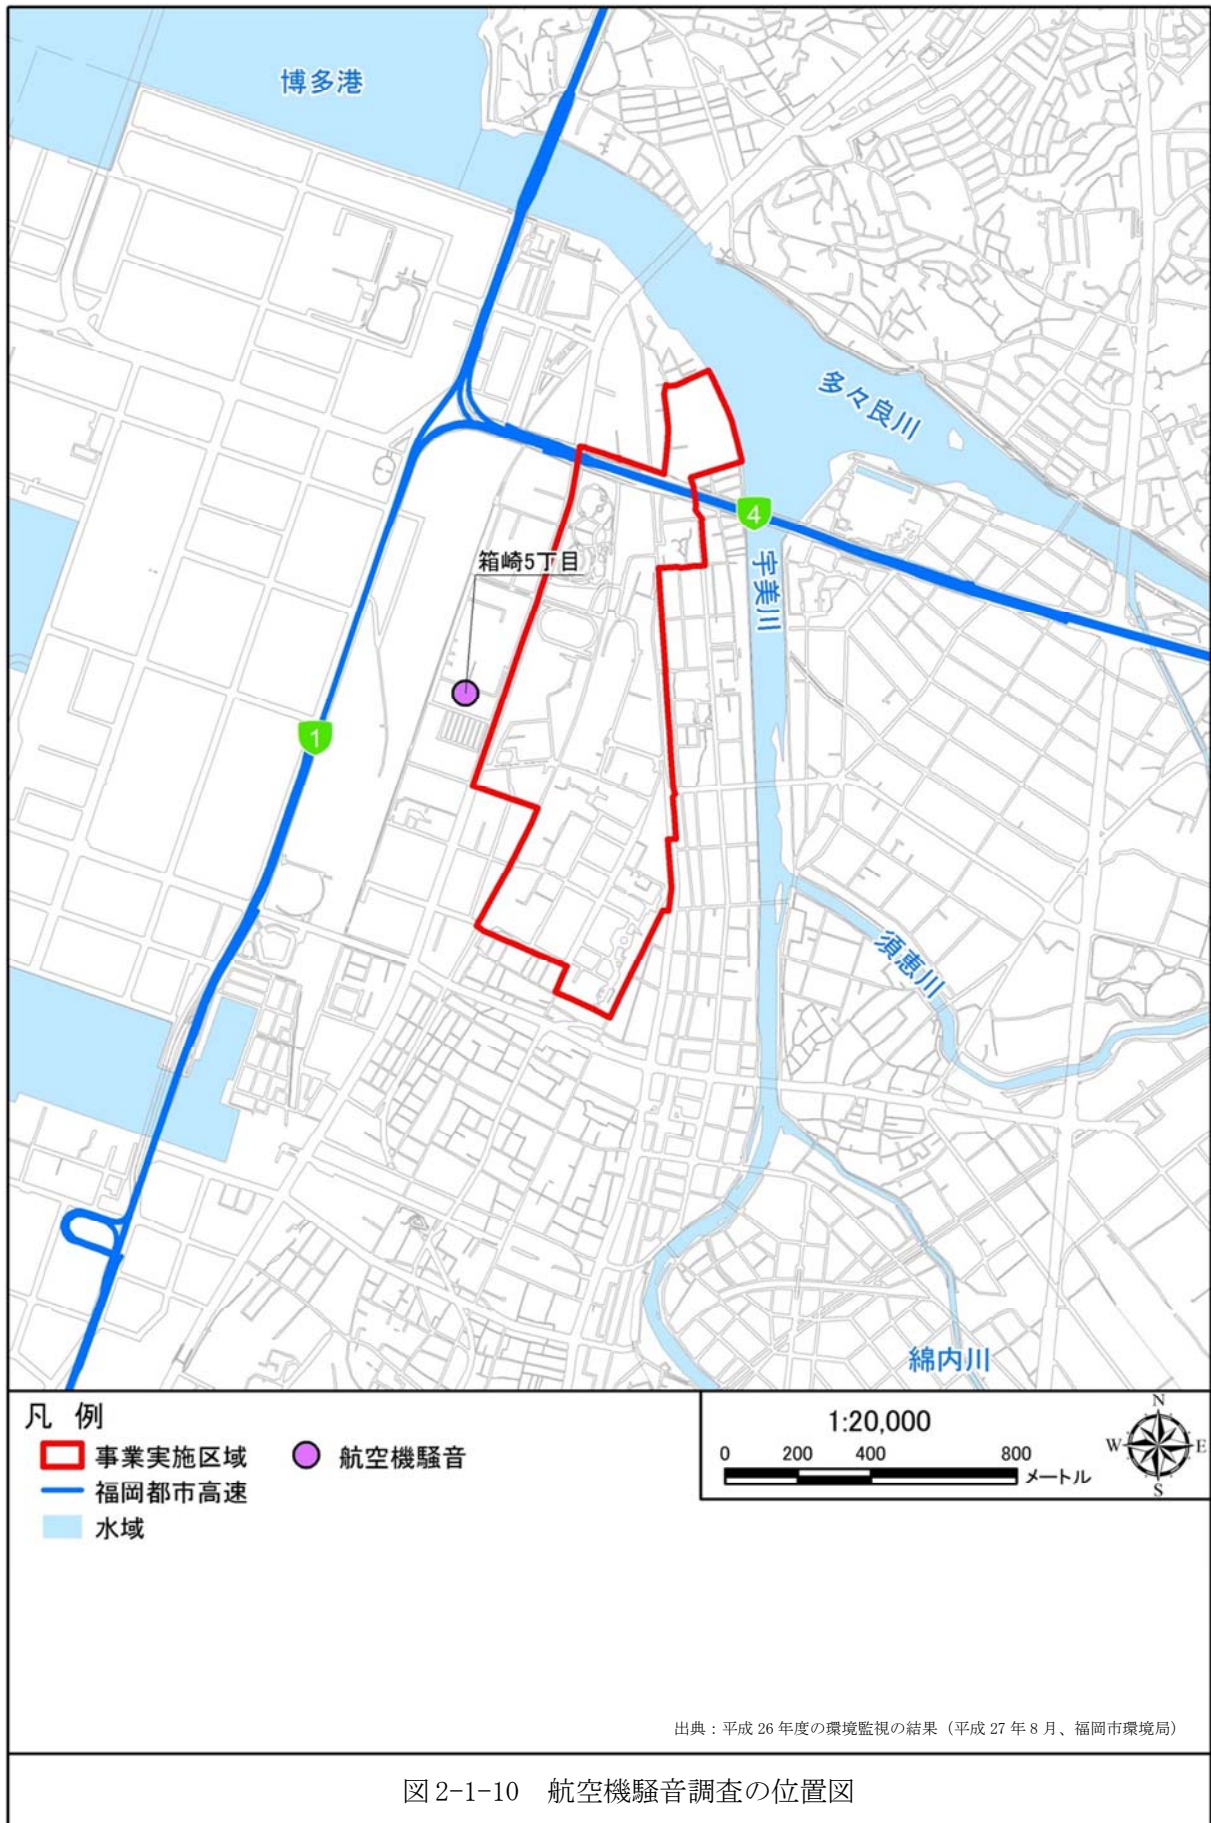 博多港
多々良川
4
箱崎5丁目
宇美川
1
須恵川
綿内川
凡 例
事業実施区域
航空機騒音
福岡都市高速
水域
1:20,000
0 200 400 800
メートル
N
W E
S
出典：平成 26 年度の環境監視の結果（平成 27 年 8 月、福岡市環境局）
図 2-1-10 航空機騒音調査の位置図